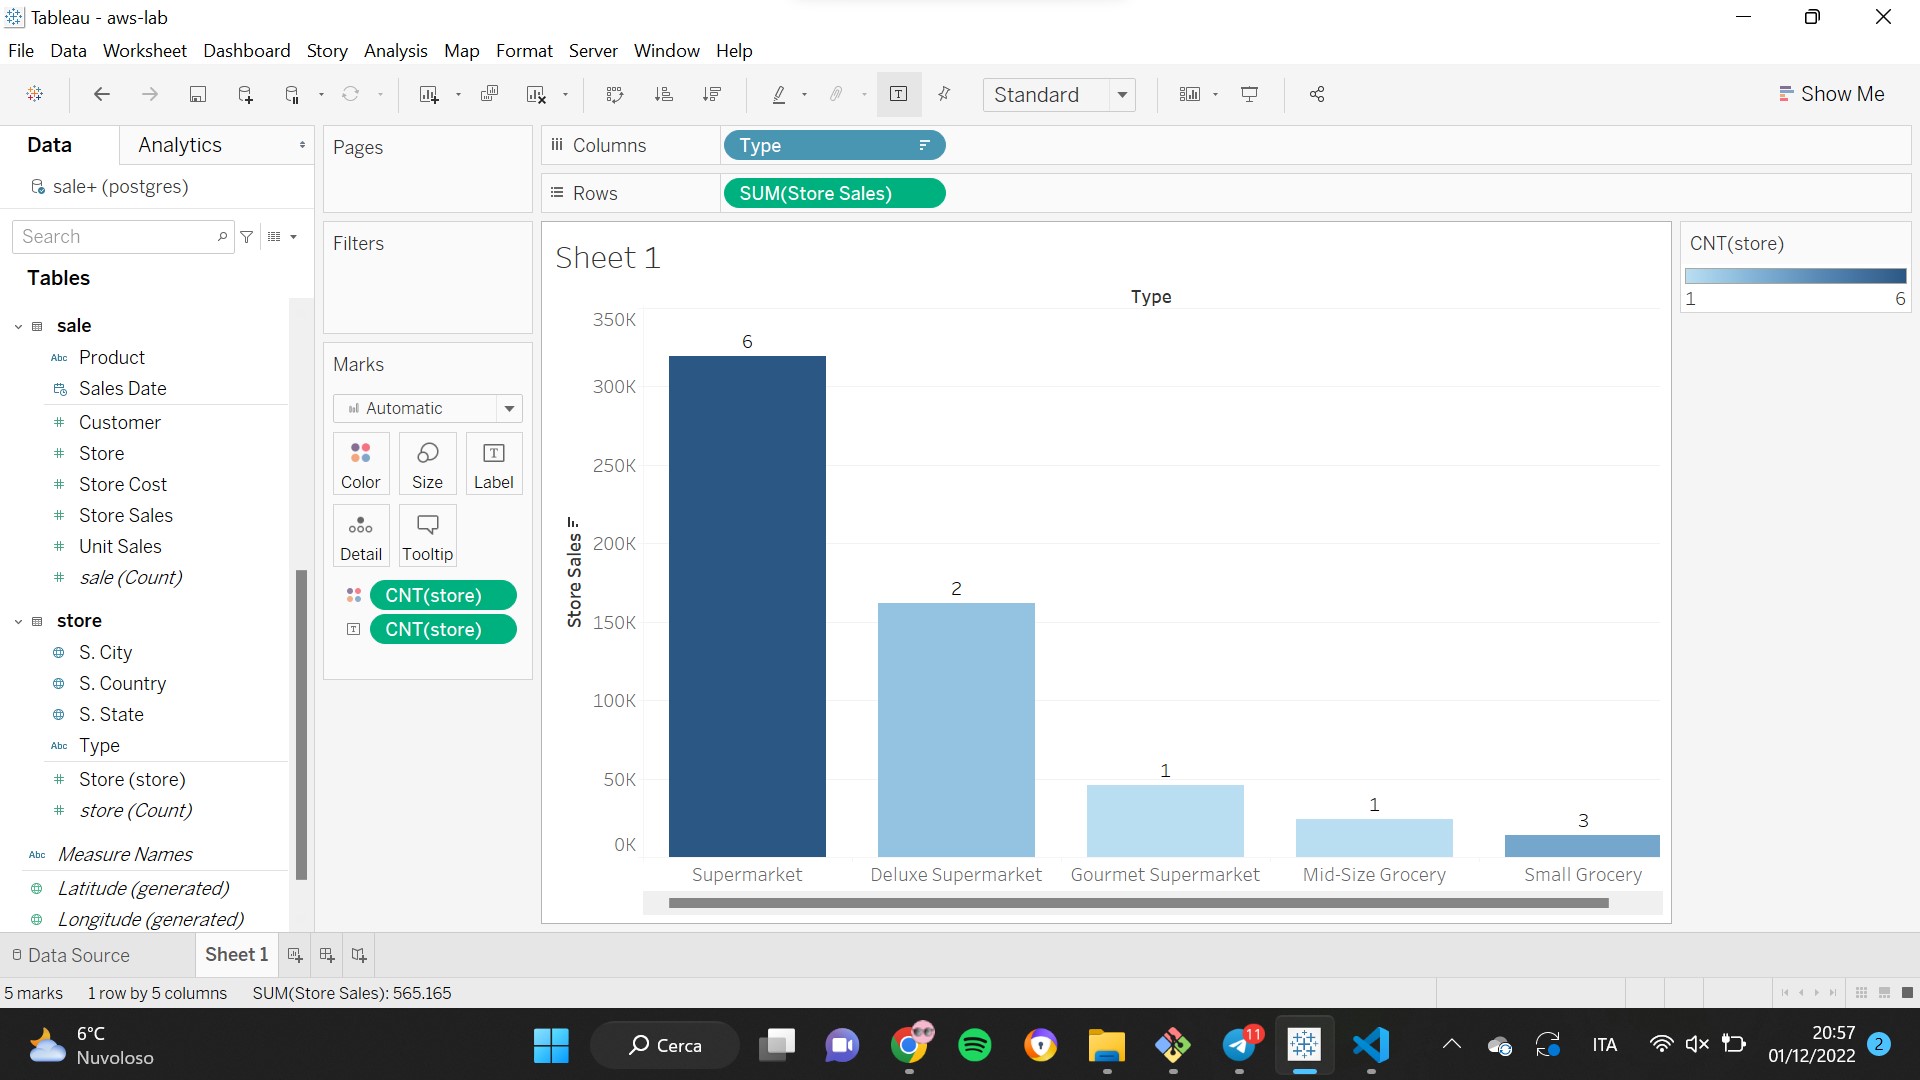 Tableau - aws-lab
File Data Worksheet Dashboard Story Analysis Map Format Server Window Help
Standard
Show Me
Data
Analytics
sale+ (postgres)
Search
Tables
sale
Abc Product
Sales Date
# Customer
# Store
# Store Cost
# Store Sales
# Unit Sales
# sale (Count)
store
S. City
S. Country
S. State
Abc Type
# Store (store)
# store (Count)
Abc Measure Names
Latitude (generated)
Longitude (generated)
Pages
Filters
Marks
Automatic
Color
Size
T
Label
Detail
Tooltip
CNT(store)
T CNT(store)
Columns
Type
Rows
SUM(Store Sales)
Sheet 1
Type
Store Sales
350K
300K
250K
200K
150K
100K
50K
0K
6
2
1
1
3
Supermarket
Deluxe Supermarket
Gourmet Supermarket
Mid-Size Grocery
Small Grocery
CNT(store)
1
6
Data Source
Sheet 1
5 marks
1 row by 5 columns
SUM(Store Sales): 565.165
6°C
Nuvoloso
Cerca
11
ITA
20:57
01/12/2022
2